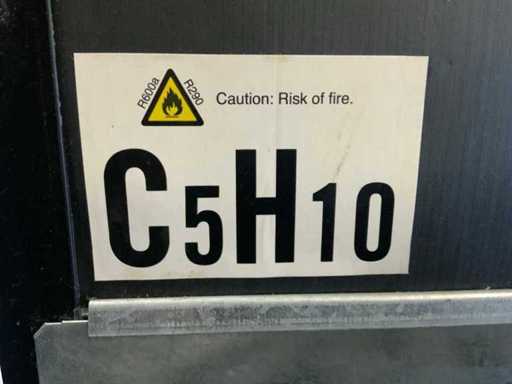 R600a R290
Caution: Risk of fire.
C5H10